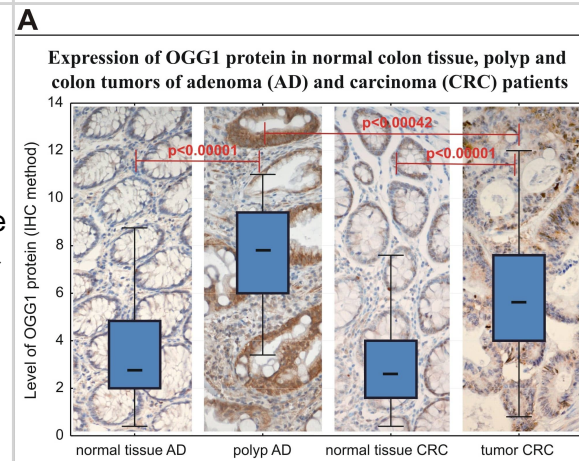 A
Expression of OGG1 protein in normal colon tissue, polyp and
colon tumors of adenoma (AD) and carcinoma (CRC) patients
Level of OGG1 protein (IHC method)
14
12
10
8
6
4
2
0
p<0.00042
p<0.00001
p<0.00001
normal tissue AD
polyp AD
normal tissue CRC
tumor CRC
e